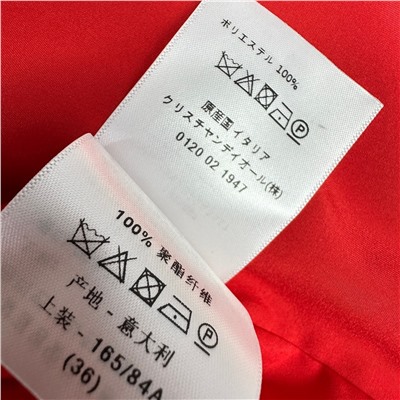 ポリエステル 100%
P
原産国イタリア
クリスチャンディオール(株)
0120 02 1947
100% 聚酯纤维
P
产地 - 意大利
上装 - 165/84A
(36)